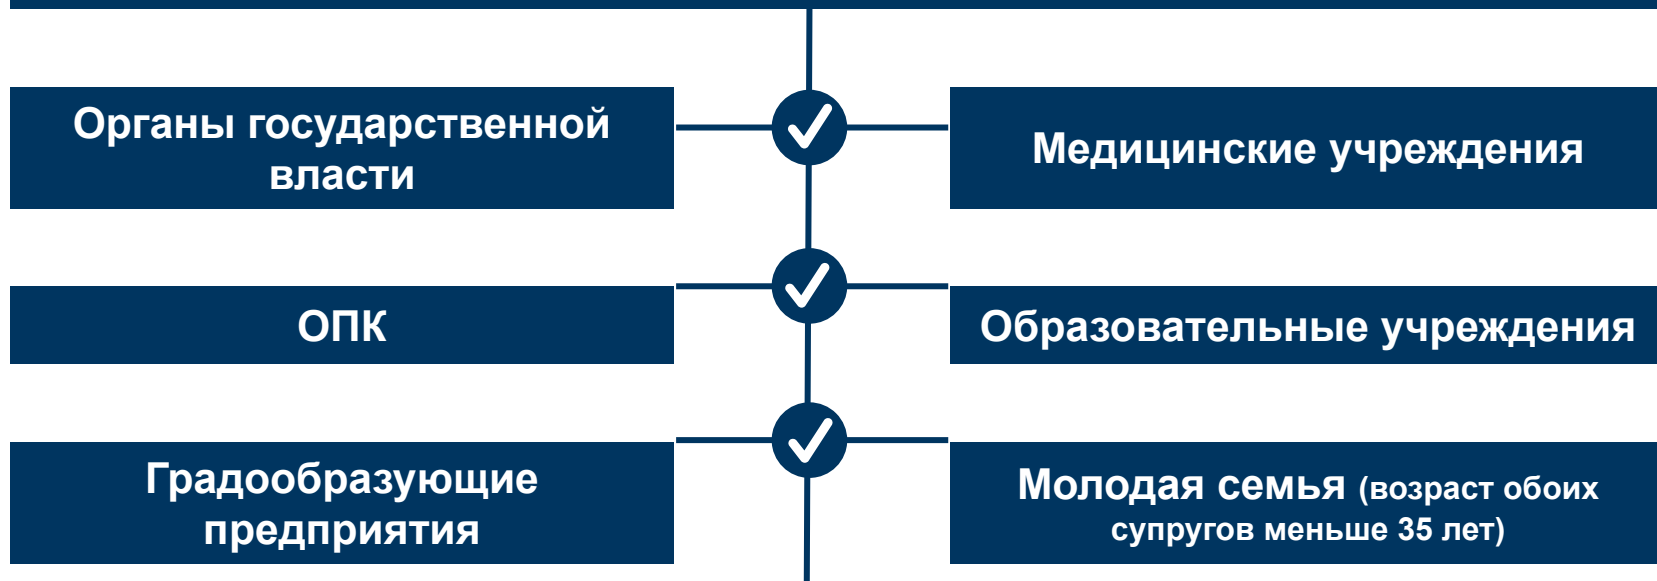 Органы государственной
власти
Медицинские учреждения
ОПК
Образовательные учреждения
Градообразующие
предприятия
Молодая семья (возраст обоих
супругов меньше 35 лет)